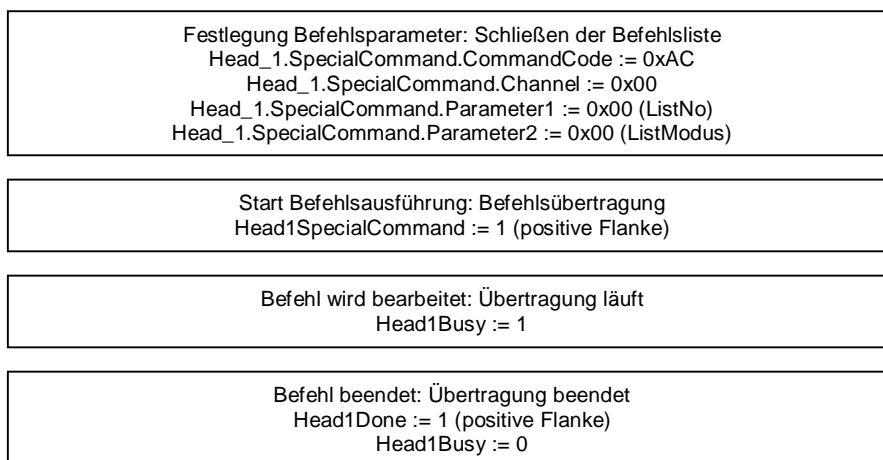 Festlegung Befehlsparameter: Schließen der Befehlsliste
Head_1.SpecialCommand.CommandCode := 0xAC
Head_1.SpecialCommand.Channel := 0x00
Head_1.SpecialCommand.Parameter1 := 0x00 (ListNo)
Head_1.SpecialCommand.Parameter2 := 0x00 (ListModus)
Start Befehlsausführung: Befehlsübertragung
Head1SpecialCommand := 1 (positive Flanke)
Befehl wird bearbeitet: Übertragung läuft
Head1Busy := 1
Befehl beendet: Übertragung beendet
Head1Done := 1 (positive Flanke)
Head1Busy := 0